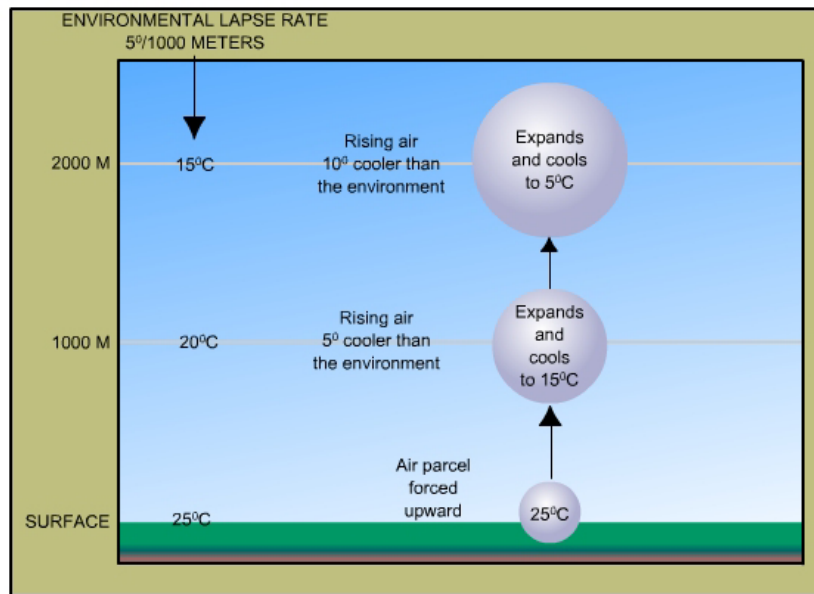 ENVIRONMENTAL LAPSE RATE
5⁰/1000 METERS
2000 M
15⁰C
Rising air
10⁰ cooler than
the environment
Expands
and cools
to 5⁰C
1000 M
20⁰C
Rising air
5⁰ cooler than
the environment
Expands
and
cools
to 15⁰C
Air parcel
forced
upward
SURFACE
25⁰C
25⁰C